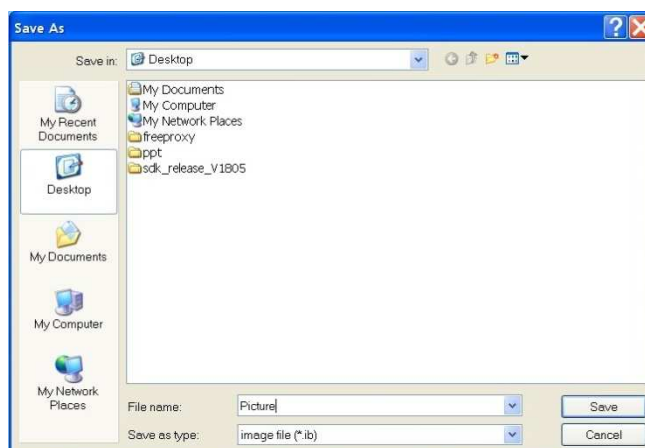 Save As
Save in: Desktop
My Documents
My Computer
My Network Places
freeproxy
ppt
sdk_release_V1805
My Recent
Documents
Desktop
My Documents
My Computer
My Network
Places
File name: Picture
Save
Save as type: image file (*.ib)
Cancel